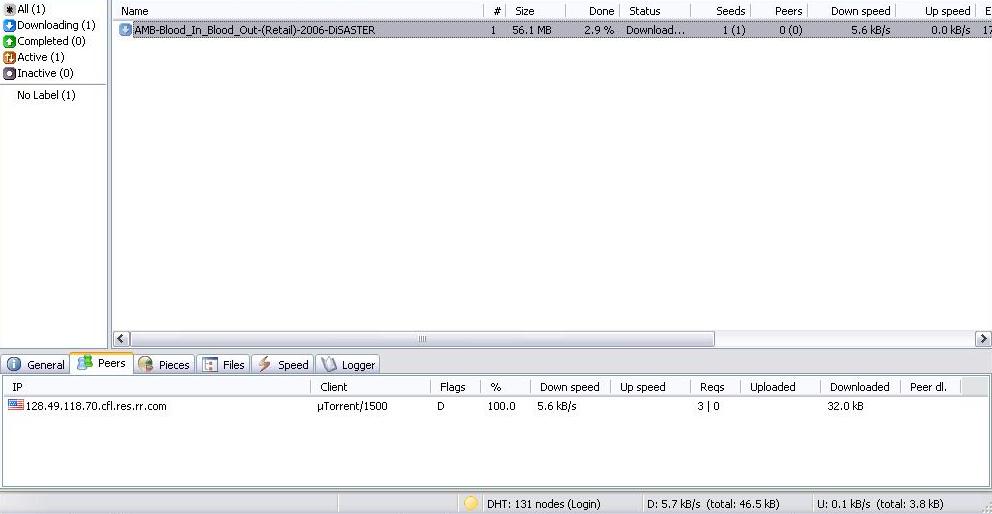 All (1)
Downloading (1)
Completed (0)
Active (1)
Inactive (0)
No Label (1)
Name # Size Done Status Seeds Peers Down speed Up speed E
AMB-Blood_In_Blood_Out-(Retail)-2006-DiSASTER 1 56.1 MB 2.9 % Download... 1 (1) 0 (0) 5.6 kB/s 0.0 kB/s 17
General Peers Pieces Files Speed Logger
IP Client Flags % Down speed Up speed Reqs Uploaded Downloaded Peer dl.
128.49.118.70.cfl.res.rr.com µTorrent/1500 D 100.0 5.6 kB/s 3 | 0 32.0 kB
DHT: 131 nodes (Login) D: 5.7 kB/s (total: 46.5 kB) U: 0.1 kB/s (total: 3.8 kB)